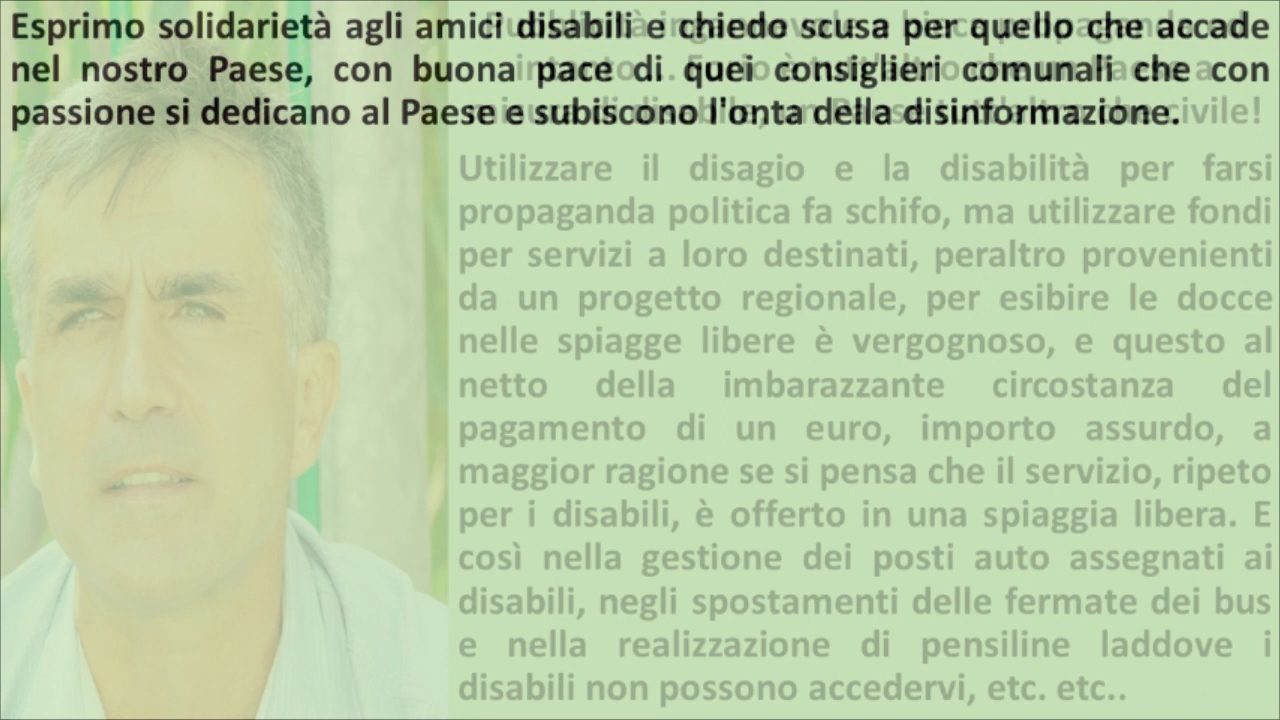 Esprimo solidarietà agli amici disabili e chiedo scusa per quello che accade
nel nostro Paese, con buona pace di quei consiglieri comunali che con
passione si dedicano al Paese e subiscono l'onta della disinformazione.
civile!
Utilizzare il disagio e la disabilità per farsi
propaganda politica fa schifo, ma utilizzare fondi
per servizi a loro destinati, peraltro provenienti
da un progetto regionale, per esibire le docce
nelle spiagge libere è vergognoso, e questo al
netto della imbarazzante circostanza del
pagamento di un euro, importo assurdo, a
maggior ragione se si pensa che il servizio, ripeto
per i disabili, è offerto in una spiaggia libera. E
così nella gestione dei posti auto assegnati ai
disabili, negli spostamenti delle fermate dei bus
e nella realizzazione di pensiline laddove i
disabili non possono accedervi, etc. etc..